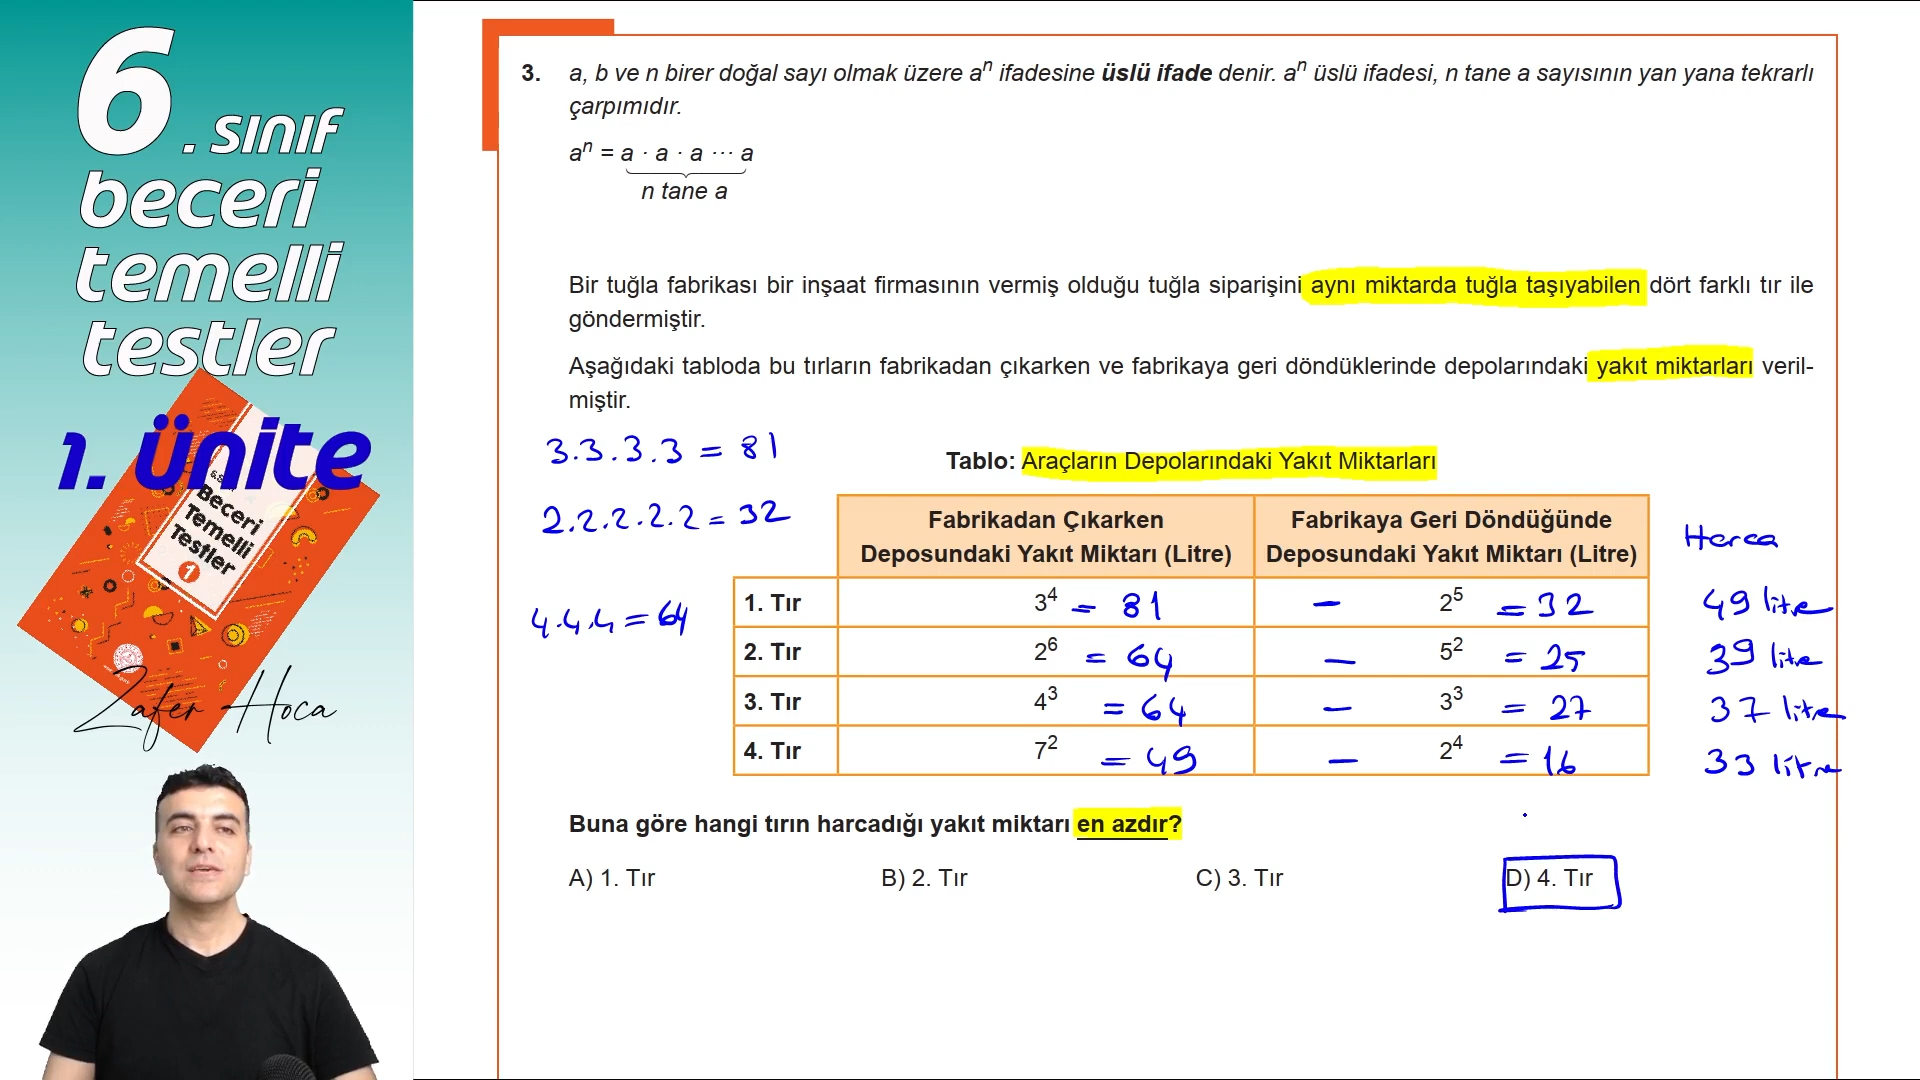 6. sınıf
beceri
temelli
testler
1. Ünite
Beceri
Temelli
Testler
1
Zafer Hoca
3. a, b ve n birer doğal sayı olmak üzere aⁿ ifadesine üslü ifade denir. aⁿ üslü ifadesi, n tane a sayısının yan yana tekrarlı
çarpımıdır.
aⁿ = a · a · a ··· a
n tane a
Bir tuğla fabrikası bir inşaat firmasının vermiş olduğu tuğla siparişini aynı miktarda tuğla taşıyabilen dört farklı tır ile
göndermiştir.
Aşağıdaki tabloda bu tırların fabrikadan çıkarken ve fabrikaya geri döndüklerinde depolarındaki yakıt miktarları veril-
miştir.
3.3.3.3 = 81
Tablo: Araçların Depolarındaki Yakıt Miktarları
2.2.2.2.2 = 32
Fabrikadan Çıkarken
Deposundaki Yakıt Miktarı (Litre)
Fabrikaya Geri Döndüğünde
Deposundaki Yakıt Miktarı (Litre)
Harca
4.4.4 = 64
1. Tır 3⁴ = 81 – 2⁵ = 32 49 litre
2. Tır 2⁶ = 64 – 5² = 25 39 litre
3. Tır 4³ = 64 – 3³ = 27 37 litre
4. Tır 7² = 49 – 2⁴ = 16 33 litre
Buna göre hangi tırın harcadığı yakıt miktarı en azdır?
A) 1. Tır B) 2. Tır C) 3. Tır D) 4. Tır